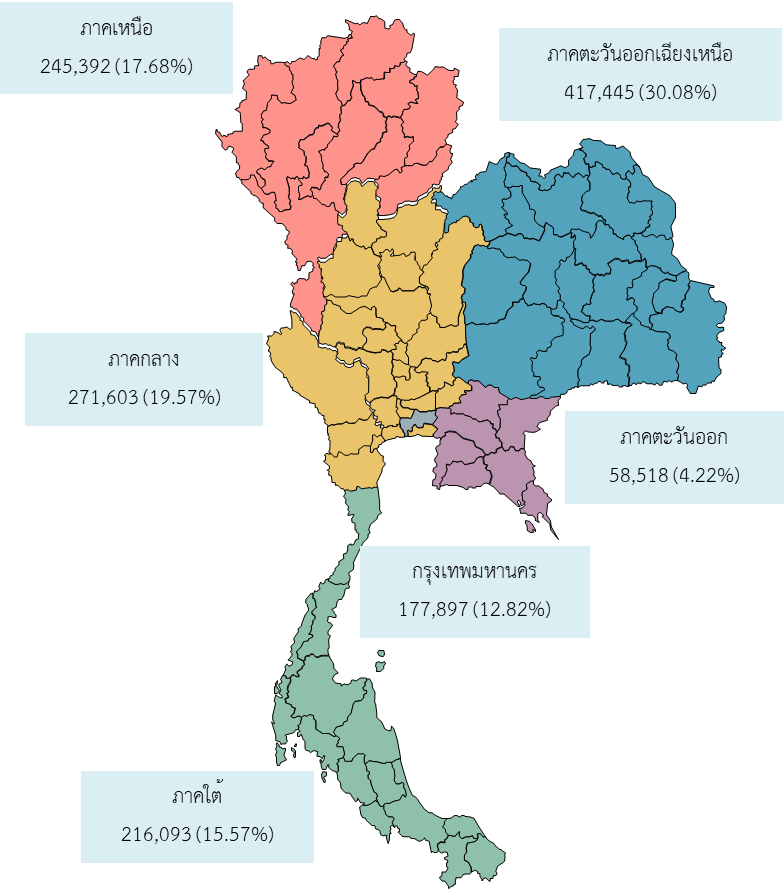 ภาคเหนือ
245,392 (17.68%)
ภาคตะวันออกเฉียงเหนือ
417,445 (30.08%)
ภาคกลาง
271,603 (19.57%)
ภาคตะวันออก
58,518 (4.22%)
กรุงเทพมหานคร
177,897 (12.82%)
ภาคใต้
216,093 (15.57%)